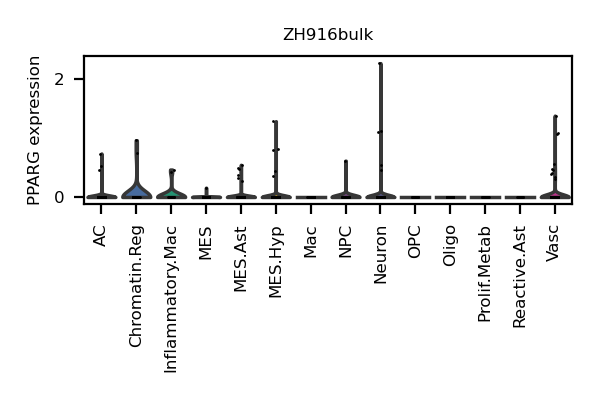 ZH916bulk
PPARG expression
2
0
AC
Chromatin.Reg
Inflammatory.Mac
MES
MES.Ast
MES.Hyp
Mac
NPC
Neuron
OPC
Oligo
Prolif.Metab
Reactive.Ast
Vasc